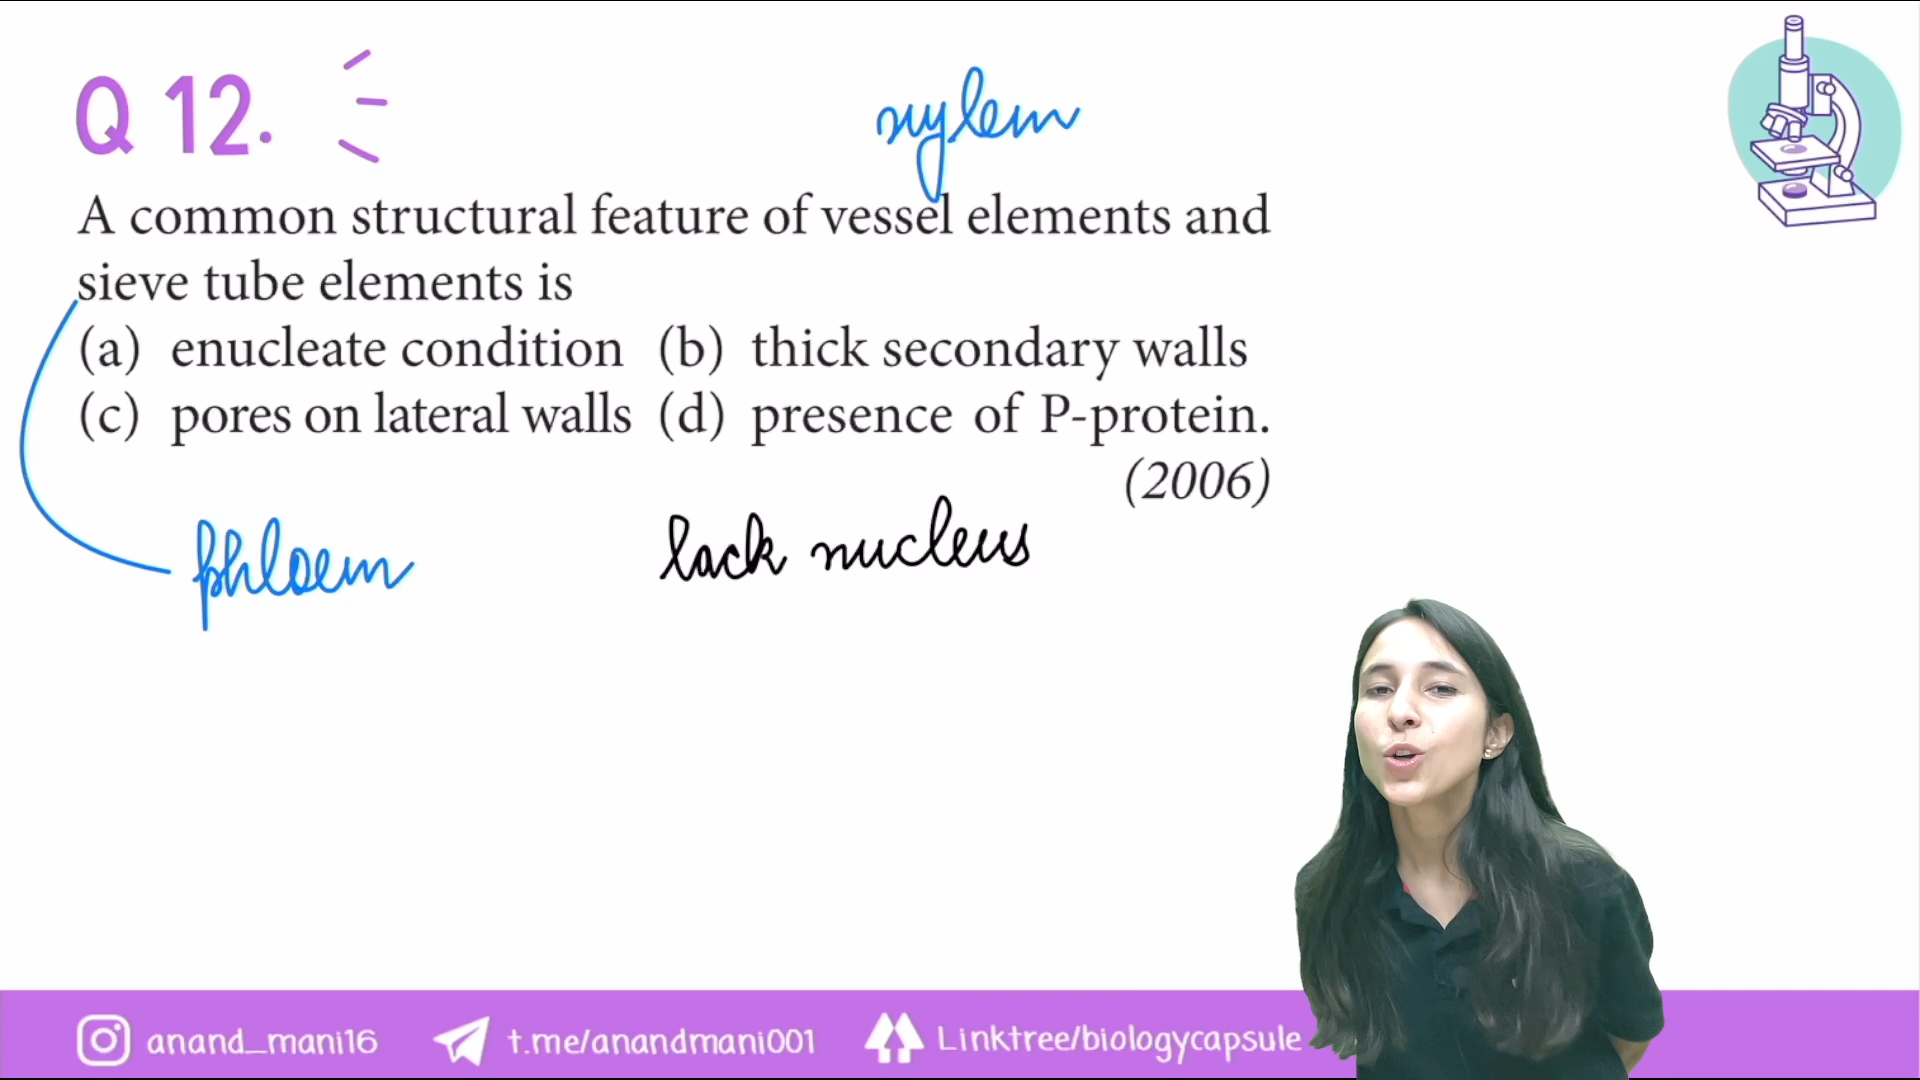 Q 12.
xylem
A common structural feature of vessel elements and
sieve tube elements is
(a) enucleate condition (b) thick secondary walls
(c) pores on lateral walls (d) presence of P-protein.
(2006)
phloem
lack nucleus
anand_mani16
t.me/anandmani001
Linktree/biologycapsule